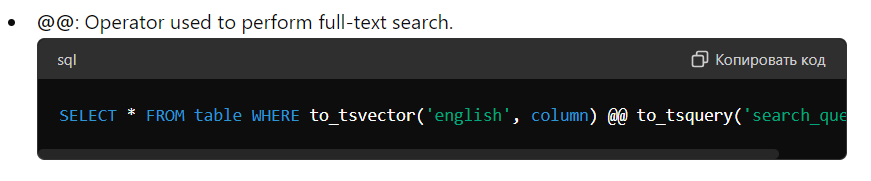 @@: Operator used to perform full-text search.
sql Копировать код
SELECT * FROM table WHERE to_tsvector('english', column) @@ to_tsquery('search_que